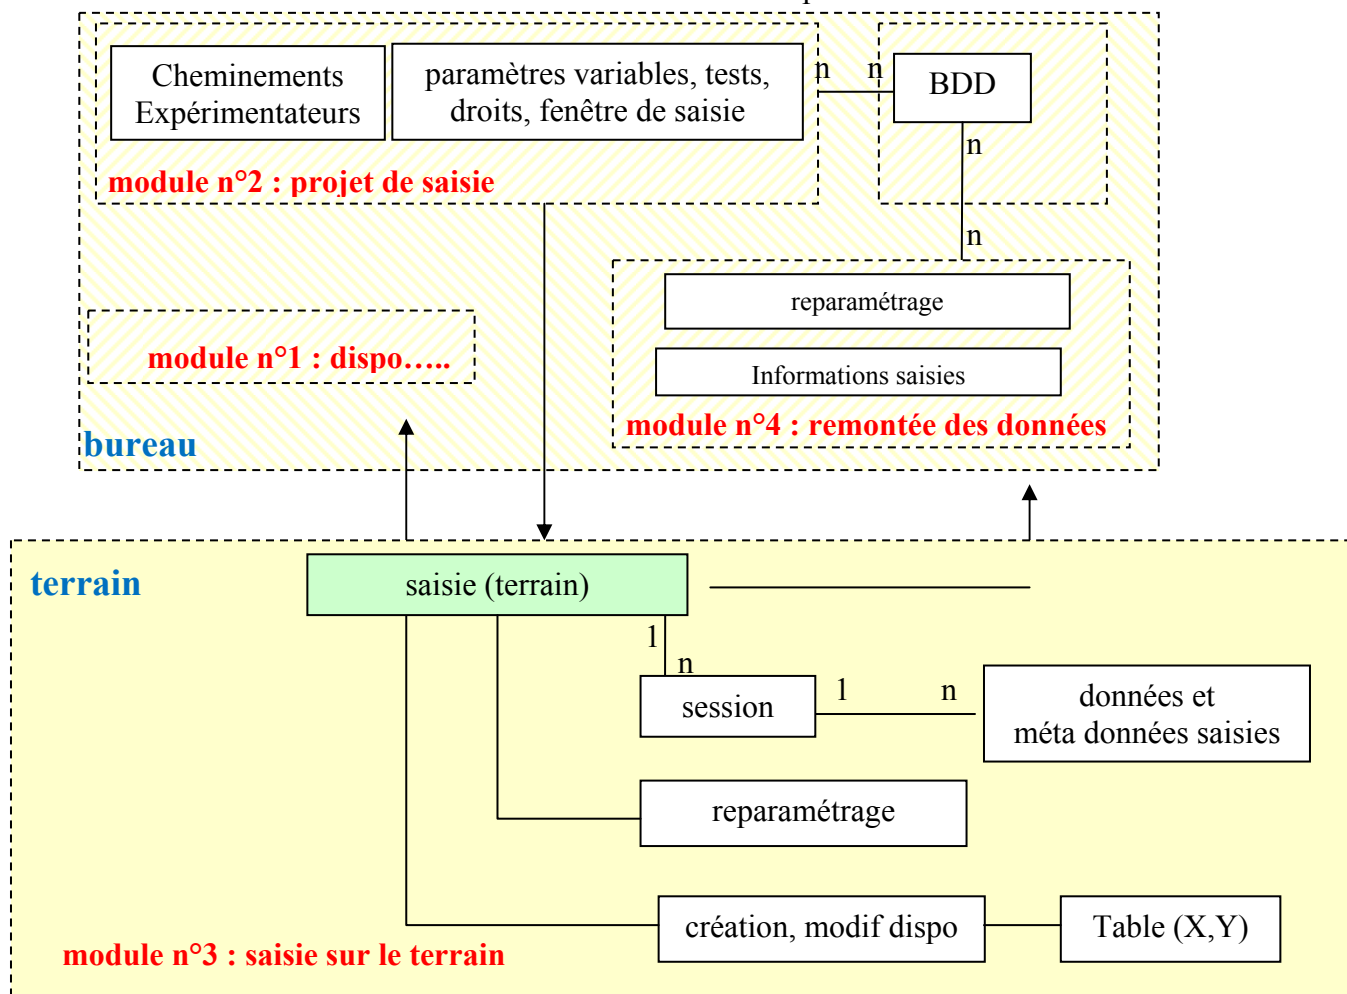 Cheminements
Expérimentateurs
paramètres variables, tests,
droits, fenêtre de saisie
n
n
BDD
n
module n°2 : projet de saisie
n
reparamétrage
module n°1 : dispo…..
Informations saisies
module n°4 : remontée des données
bureau
terrain
saisie (terrain)
1
n
session
1
n
données et
méta données saisies
reparamétrage
création, modif dispo
Table (X,Y)
module n°3 : saisie sur le terrain